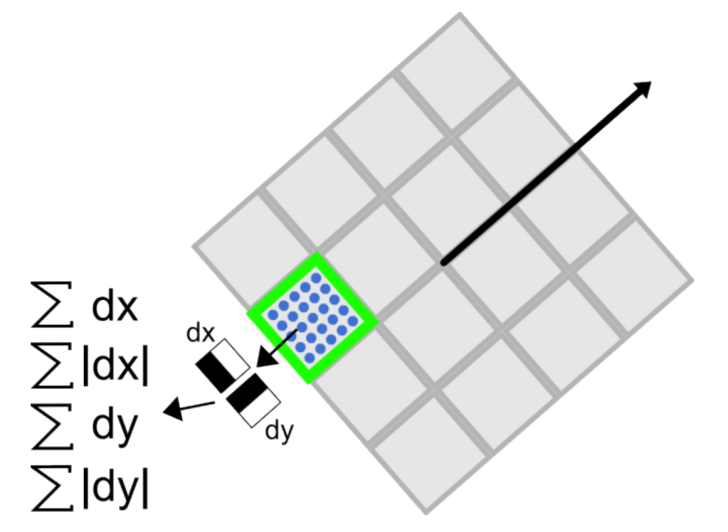 ∑ dx
∑|dx|
∑ dy
∑|dy|
dx
dy